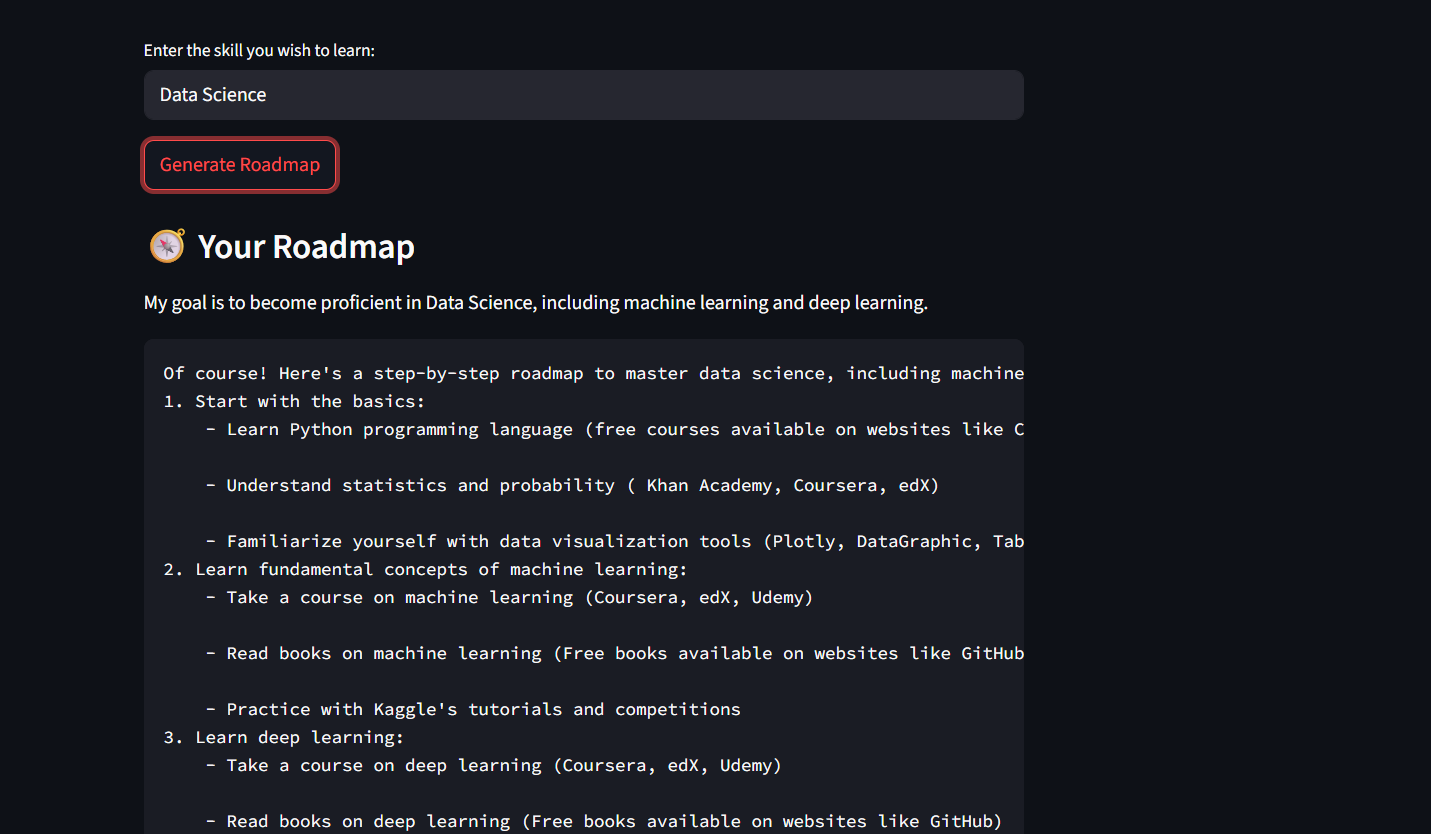 Enter the skill you wish to learn:
Data Science
Generate Roadmap
Your Roadmap
My goal is to become proficient in Data Science, including machine learning and deep learning.
Of course! Here's a step-by-step roadmap to master data science, including machine
1. Start with the basics:
- Learn Python programming language (free courses available on websites like C
- Understand statistics and probability ( Khan Academy, Coursera, edX)
- Familiarize yourself with data visualization tools (Plotly, DataGraphic, Tab
2. Learn fundamental concepts of machine learning:
- Take a course on machine learning (Coursera, edX, Udemy)
- Read books on machine learning (Free books available on websites like GitHub
- Practice with Kaggle's tutorials and competitions
3. Learn deep learning:
- Take a course on deep learning (Coursera, edX, Udemy)
- Read books on deep learning (Free books available on websites like GitHub)